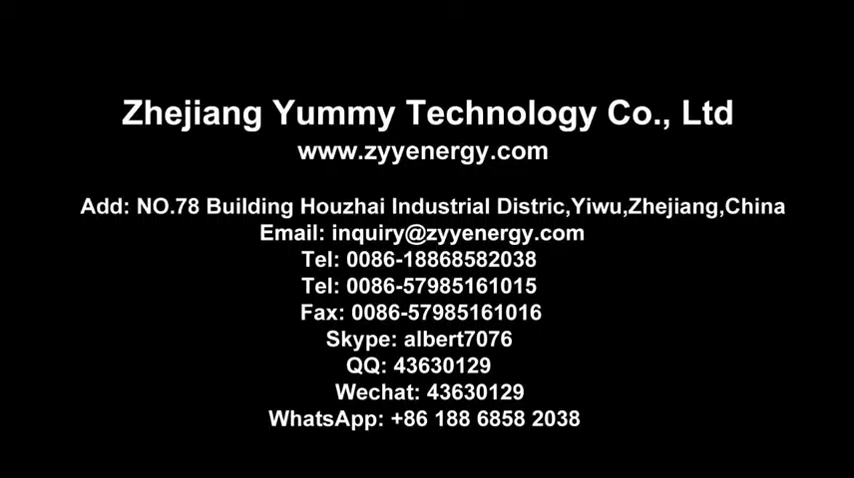 Zhejiang Yummy Technology Co., Ltd
www.zyyenergy.com
Add: NO.78 Building Houzhai Industrial Distric,Yiwu,Zhejiang,China
Email: inquiry@zyyenergy.com
Tel: 0086-18868582038
Tel: 0086-57985161015
Fax: 0086-57985161016
Skype: albert7076
QQ: 43630129
Wechat: 43630129
WhatsApp: +86 188 6858 2038